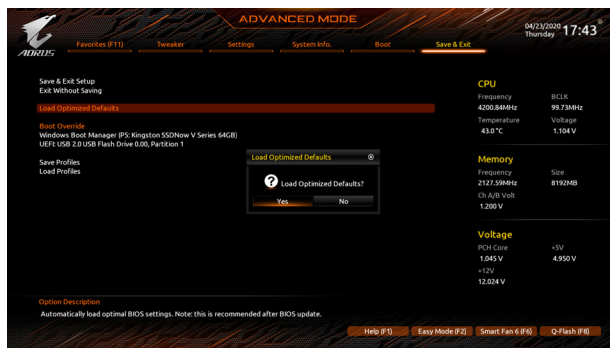 ADVANCED MODE
04/23/2020 Thursday 17:43
AORUS
Favorites (F11) Tweaker Settings System Info. Boot Save & Exit
Save & Exit Setup
Exit Without Saving
Load Optimized Defaults
Boot Override
Windows Boot Manager (P5: Kingston SSDNow V Series 64GB)
UEFI: USB 2.0 USB Flash Drive 0.00, Partition 1
Save Profiles
Load Profiles
Load Optimized Defaults
? Load Optimized Defaults?
Yes No
CPU
Frequency BCLK
4200.84MHz 99.73MHz
Temperature Voltage
43.0 °C 1.104 V
Memory
Frequency Size
2127.59MHz 8192MB
Ch A/B Volt
1.200 V
Voltage
PCH Core +5V
1.045 V 4.950 V
+12V
12.024 V
Option Description
Automatically load optimal BIOS settings. Note: this is recommended after BIOS update.
Help (F1) Easy Mode (F2) Smart Fan 6 (F6) Q-Flash (F8)